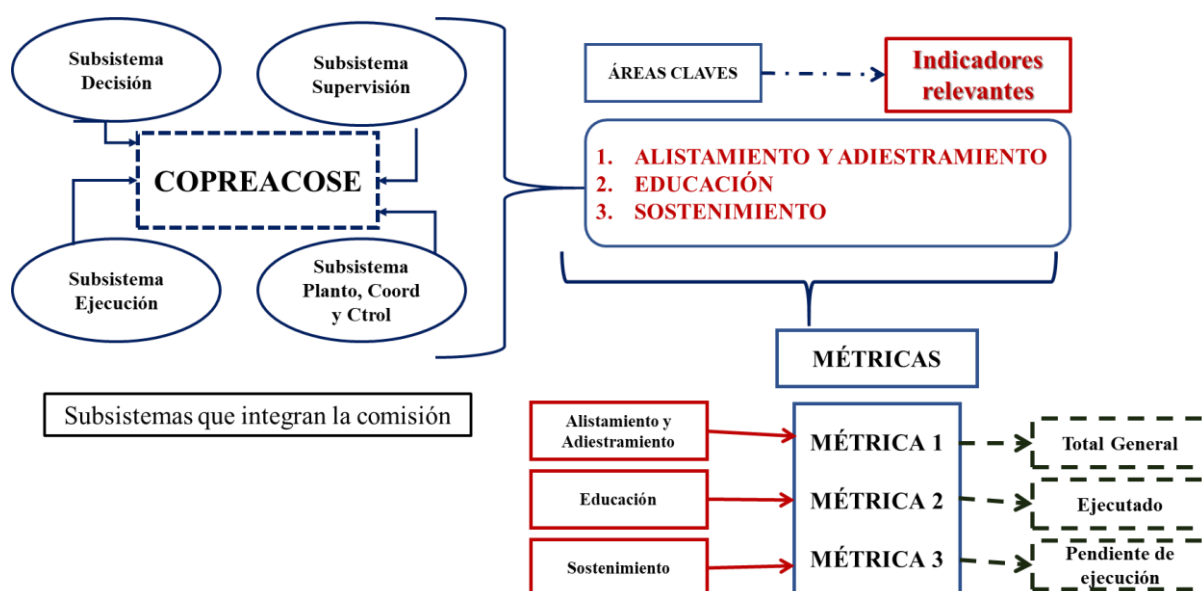 Subsistema
Decisión
Subsistema
Supervisión
COPREACOSE
Subsistema
Ejecución
Subsistema
Planto, Coord
y Ctrol
Subsistemas que integran la comisión
ÁREAS CLAVES
Indicadores
relevantes
1. ALISTAMIENTO Y ADIESTRAMIENTO
2. EDUCACIÓN
3. SOSTENIMIENTO
MÉTRICAS
Alistamiento y
Adiestramiento
MÉTRICA 1
Total General
Educación
MÉTRICA 2
Ejecutado
Sostenimiento
MÉTRICA 3
Pendiente de
ejecución